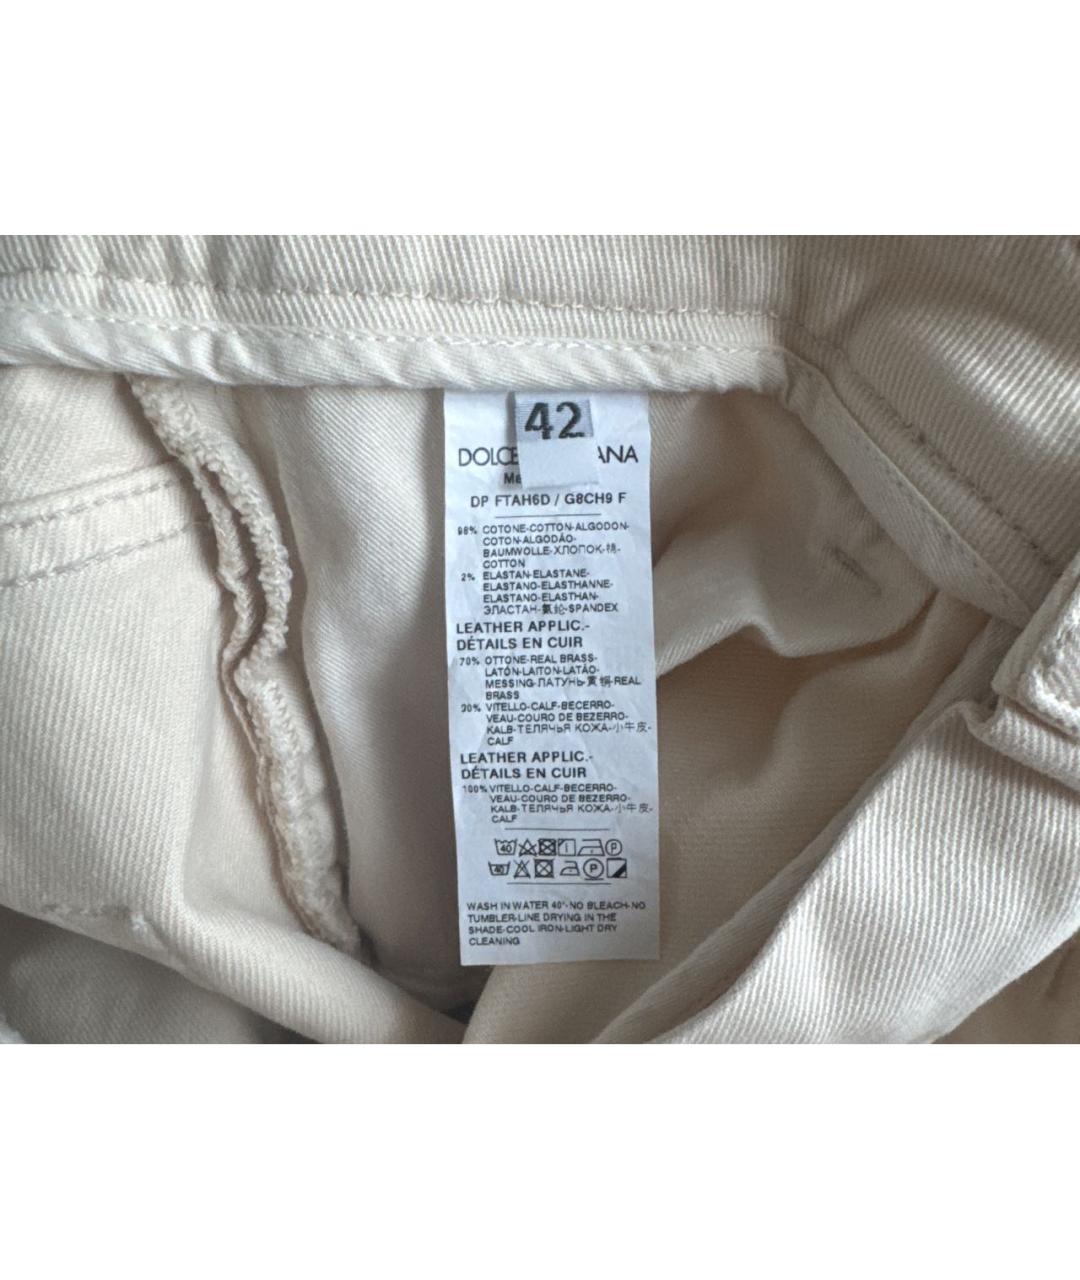 42
DOLCE ANA
DP FTAH6D / G8CH9 F
98% COTONE-COTTON-ALGODON-
COTON-ALGODÃO-
BAUMWOLLE-ХЛОПОК-棉-
COTTON
2% ELASTAN-ELASTANE-
ELASTANO-ELASTHANNE-
ELASTANO-ELASTHAN-
ЭЛАСТАН-氨纶-SPANDEX
LEATHER APPLIC.-
DÉTAILS EN CUIR
70% OTTONE-REAL BRASS-
LATÓN-LAITON-LATÃO-
MESSING-ЛАТУНЬ-黄铜-REAL
BRASS
30% VITELLO-CALF-BECERRO-
VEAU-COURO DE BEZERRO-
KALB-ТЕЛЯЧЬЯ КОЖА-小牛皮-
CALF
LEATHER APPLIC.-
DÉTAILS EN CUIR
100% VITELLO-CALF-BECERRO-
VEAU-COURO DE BEZERRO-
KALB-ТЕЛЯЧЬЯ КОЖА-小牛皮-
CALF
40 P
40 P
WASH IN WATER 40°-NO BLEACH-NO
TUMBLER-LINE DRYING IN THE
SHADE-COOL IRON-LIGHT DRY
CLEANING